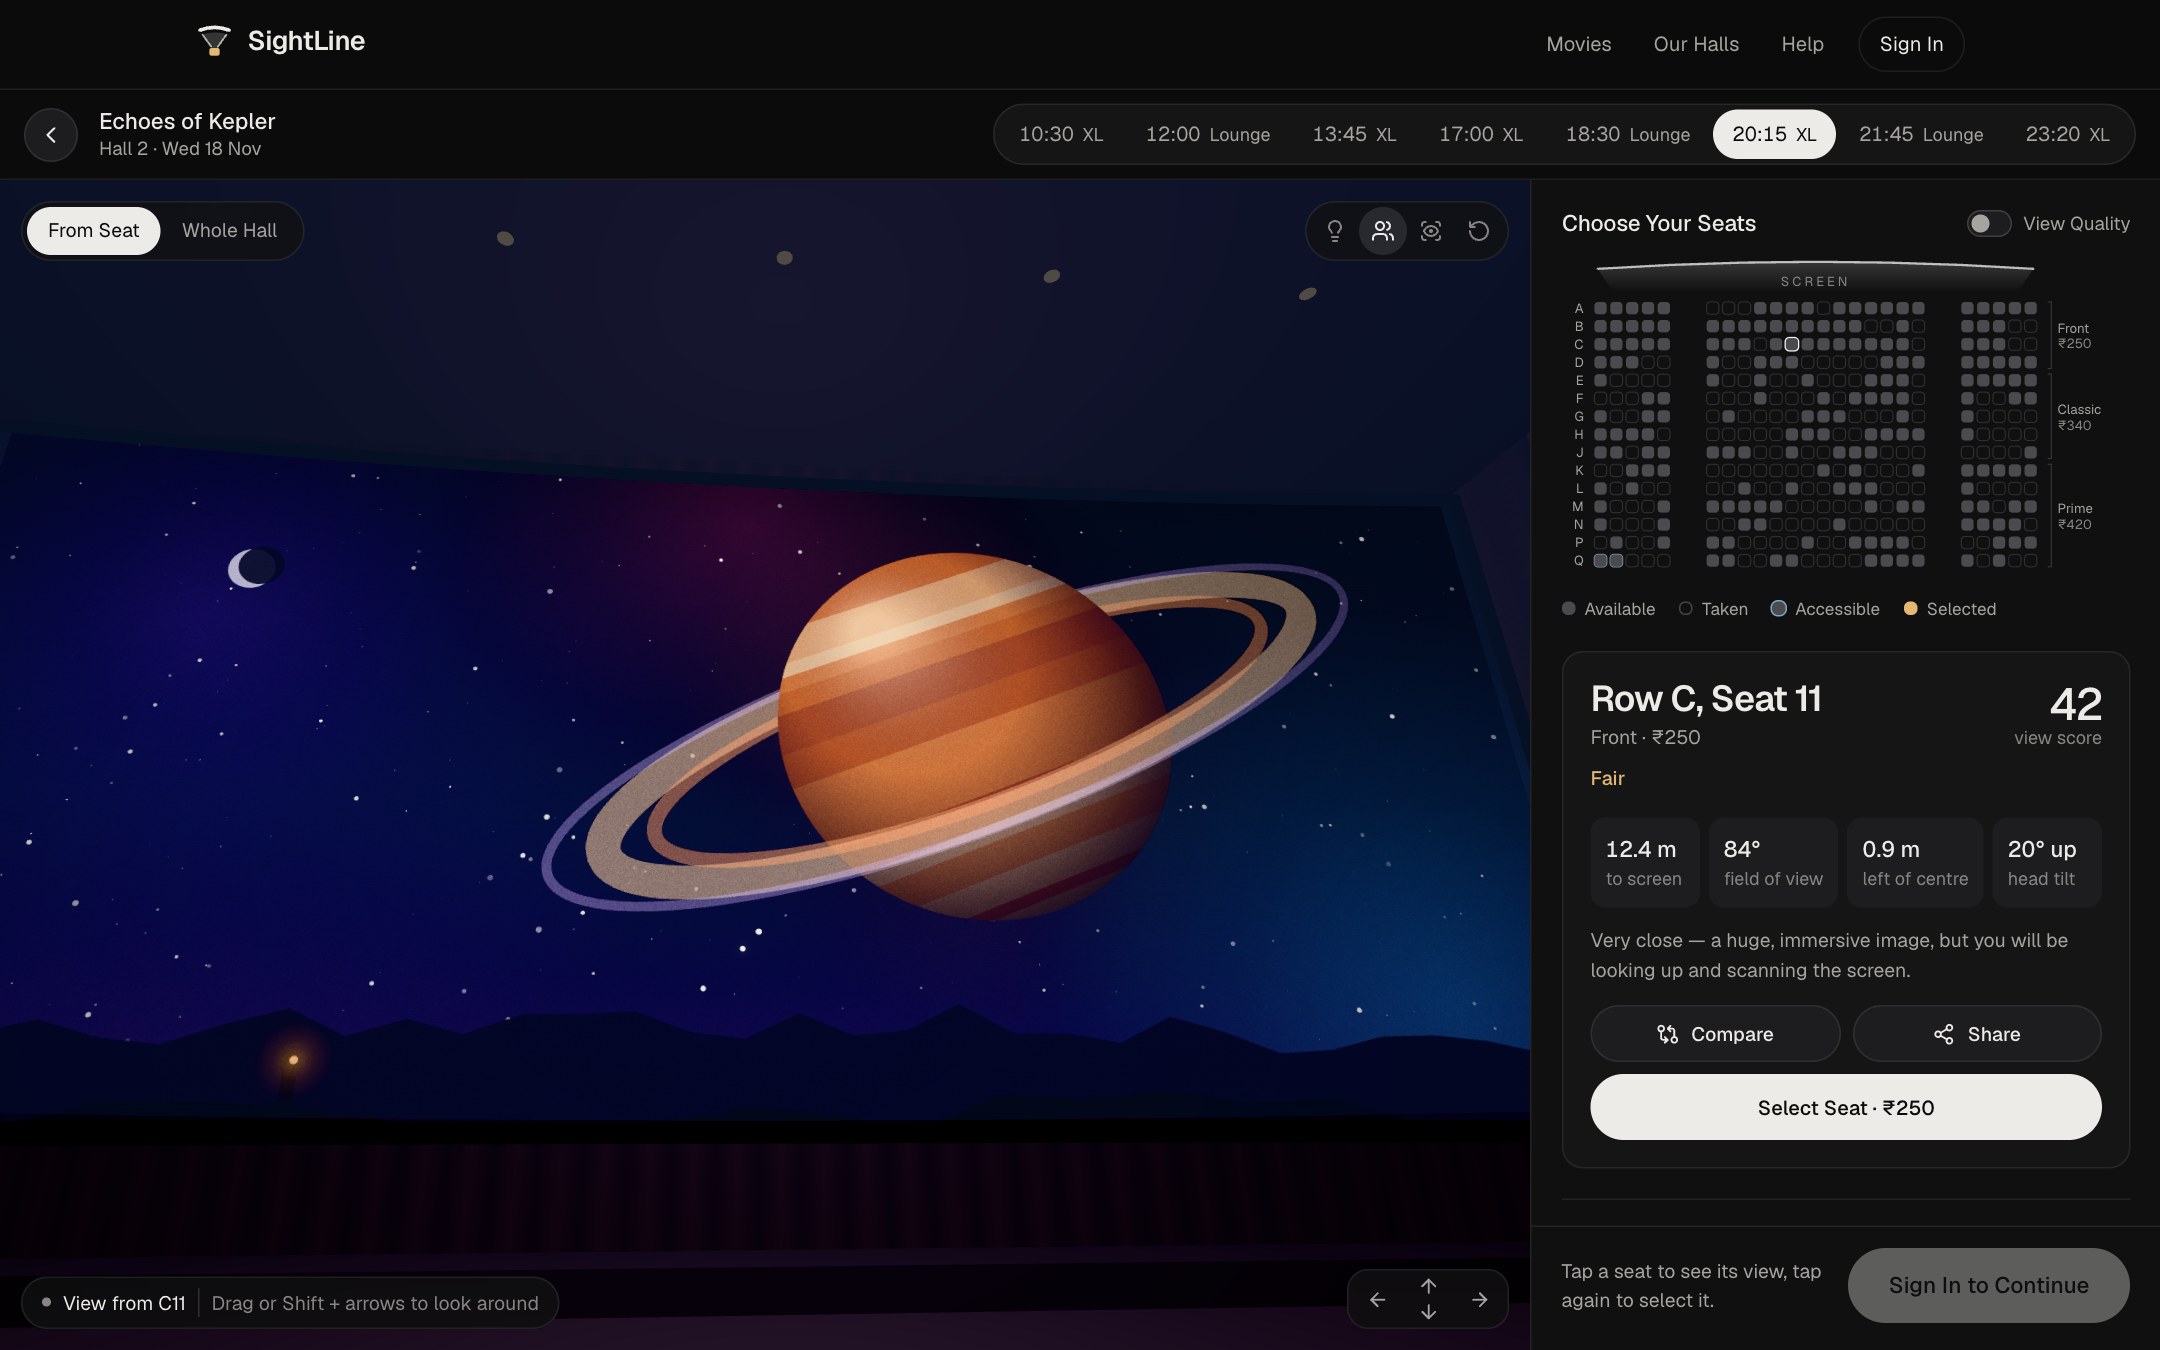 SightLine
Movies
Our Halls
Help
Sign In
Echoes of Kepler
Hall 2 · Wed 18 Nov
10:30 XL
12:00 Lounge
13:45 XL
17:00 XL
18:30 Lounge
20:15 XL
21:45 Lounge
23:20 XL
From Seat
Whole Hall
Choose Your Seats
View Quality
SCREEN
A
B
C
D
E
F
G
H
J
K
L
M
N
P
Q
Front
₹250
Classic
₹340
Prime
₹420
Available
Taken
Accessible
Selected
Row C, Seat 11
Front · ₹250
42
view score
Fair
12.4 m
to screen
84°
field of view
0.9 m
left of centre
20° up
head tilt
Very close — a huge, immersive image, but you will be
looking up and scanning the screen.
Compare
Share
Select Seat · ₹250
View from C11
Drag or Shift + arrows to look around
Tap a seat to see its view, tap
again to select it.
Sign In to Continue